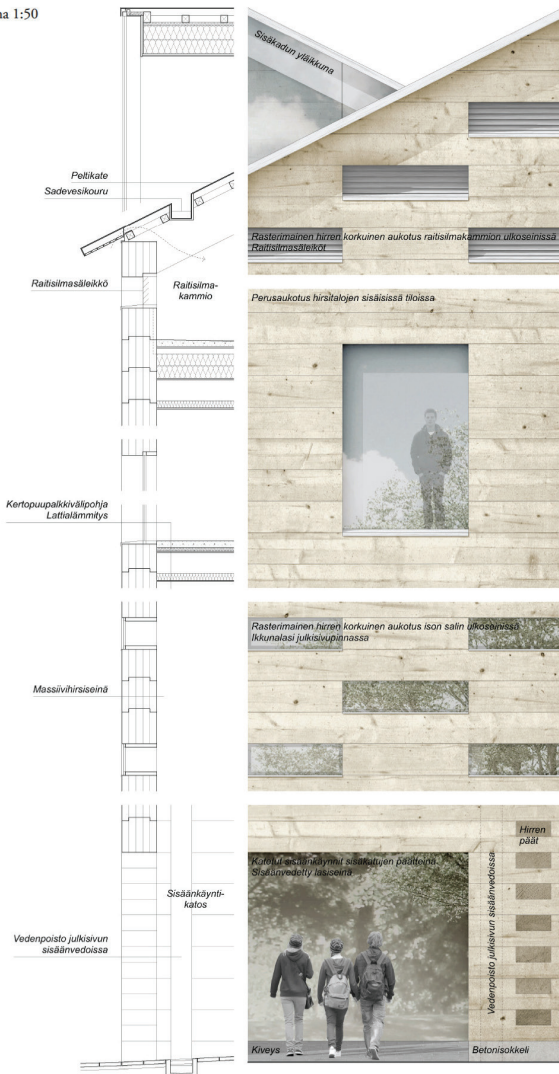 na 1:50
Sisäkadun yläikkuna
Peltikate
Sadevesikouru
Rasterimainen hirren korkuinen aukotus raitisilmakammion ulkoseinissä
Raitisilmasäleiköt
Raitisilmasäleikkö
Raitisilma-
kammio
Perusaukotus hirsitalojen sisäisissä tiloissa
Kertopuupalkkivälipohja
Lattialämmitys
Rasterimainen hirren korkuinen aukotus ison salin ulkoseinissä
Ikkunalasi julkisivupinnassa
Massiivihirsiseinä
Hirren
päät
Katetut sisäänkäynnit sisäkatujen päätteinä
Sisäänvedetty lasiseinä
Sisäänkäynti-
katos
Vedenpoisto julkisivun sisäänvedoissa
Vedenpoisto julkisivun
sisäänvedoissa
Kiveys
Betonisokkeli